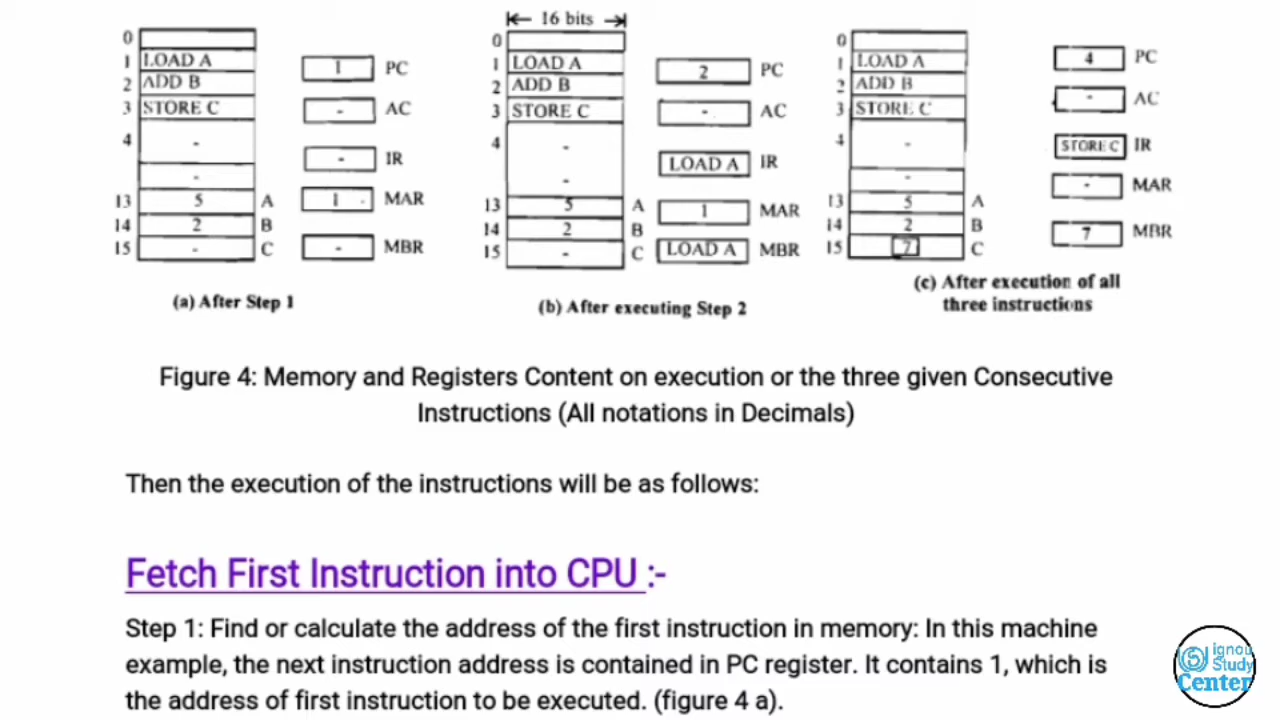 16 bits
0
1 LOAD A
2 ADD B
3 STORE C
4 -
-
13 5 A
14 2 B
15 - C
1 PC
- AC
- IR
1 MAR
- MBR
(a) After Step 1
0
1 LOAD A
2 ADD B
3 STORE C
4 -
-
13 5 A
14 2 B
15 - C
2 PC
- AC
LOAD A IR
1 MAR
LOAD A MBR
(b) After executing Step 2
0
1 LOAD A
2 ADD B
3 STORE C
4 -
-
13 5 A
14 2 B
15 7 C
4 PC
- AC
STORE C IR
- MAR
7 MBR
(c) After execution of all
three instructions
Figure 4: Memory and Registers Content on execution or the three given Consecutive
Instructions (All notations in Decimals)
Then the execution of the instructions will be as follows:
Fetch First Instruction into CPU :-
Step 1: Find or calculate the address of the first instruction in memory: In this machine
example, the next instruction address is contained in PC register. It contains 1, which is
the address of first instruction to be executed. (figure 4 a).
ignou
Study
Center